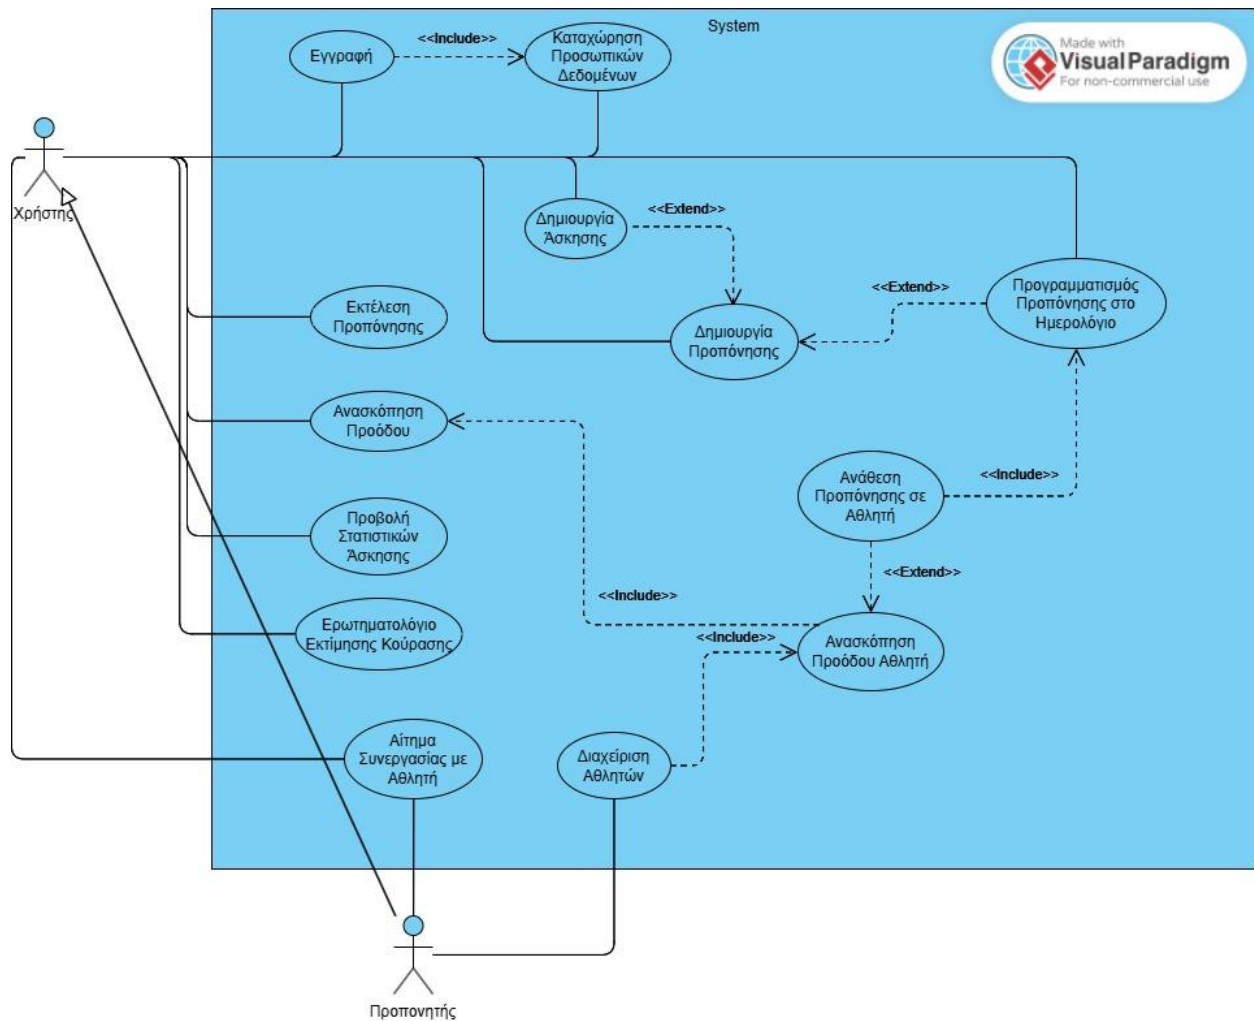 System
Made with
Visual Paradigm
For non-commercial use
Εγγραφή
<<Include>>
Καταχώρηση
Προσωπικών
Δεδομένων
Χρήστης
Δημιουργία
Άσκησης
<<Extend>>
Εκτέλεση
Προπόνησης
Δημιουργία
Προπόνησης
<<Extend>>
Προγραμματισμός
Προπόνησης στο
Ημερολόγιο
Ανασκόπηση
Προόδου
Ανάθεση
Προπόνησης σε
Αθλητή
<<Include>>
Προβολή
Στατιστικών
Άσκησης
<<Extend>>
<<Include>>
Ερωτηματολόγιο
Εκτίμησης Κούρασης
<<Include>>
Ανασκόπηση
Προόδου Αθλητή
Αίτημα
Συνεργασίας με
Αθλητή
Διαχείριση
Αθλητών
Προπονητής